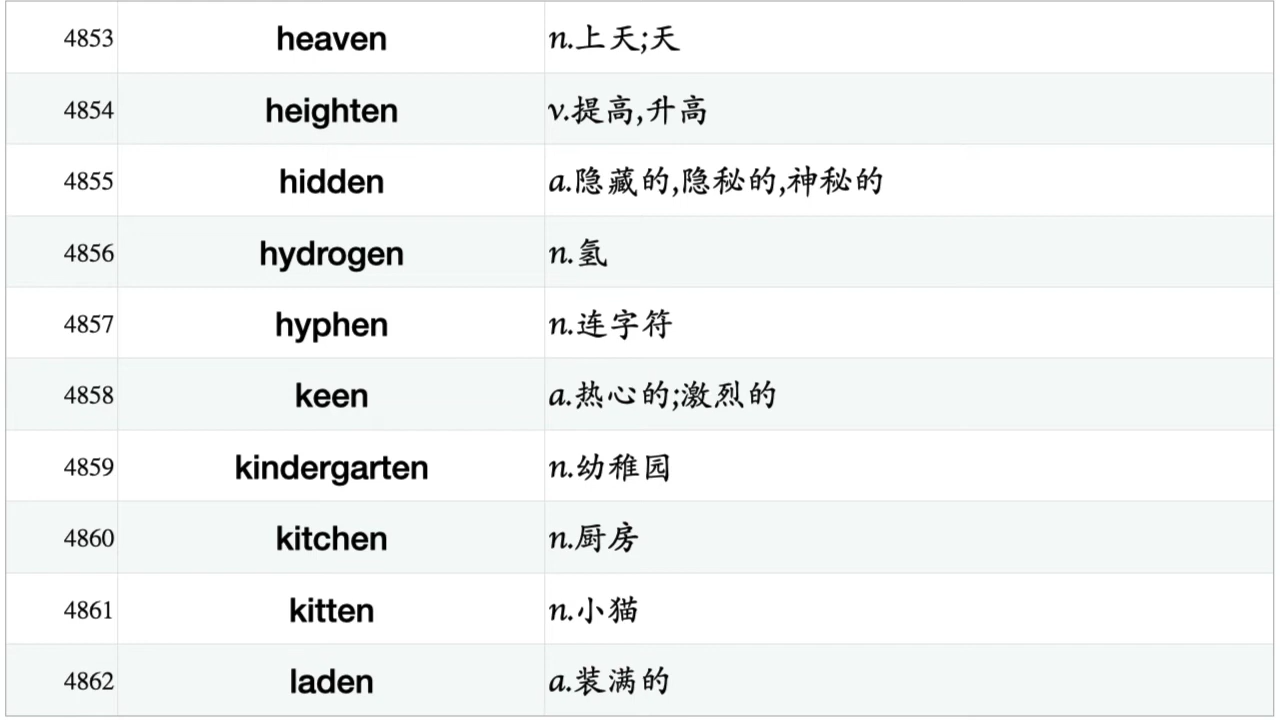 4853 heaven n.上天;天
4854 heighten v.提高,升高
4855 hidden a.隐藏的,隐秘的,神秘的
4856 hydrogen n.氢
4857 hyphen n.连字符
4858 keen a.热心的;激烈的
4859 kindergarten n.幼稚园
4860 kitchen n.厨房
4861 kitten n.小猫
4862 laden a.装满的